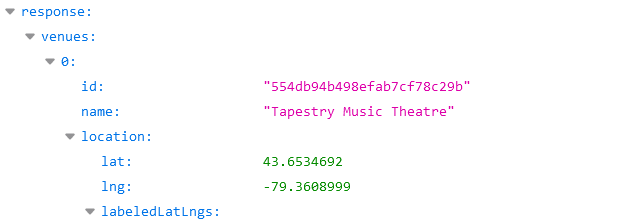 response:
venues:
0:
id: "554db94b498efab7cf78c29b"
name: "Tapestry Music Theatre"
location:
lat: 43.6534692
lng: -79.3608999
labeledLatLngs: